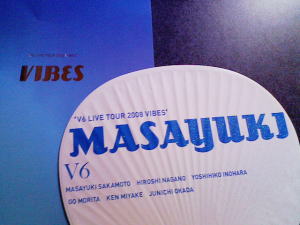 VIBES
"V6 LIVE TOUR 2008 VIBES"
MASAYUKI
V6
MASAYUKI SAKAMOTO HIROSHI NAGANO YOSHIHIKO INOHARA
GO MORITA KEN MIYAKE JUNICHI OKADA